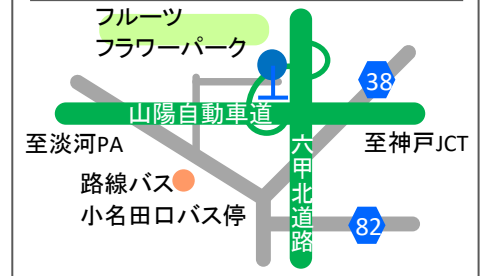 フルーツ
フラワーパーク
38
山陽自動車道
至淡河PA
至神戸JCT
六甲北道路
路線バス
小名田口バス停
82